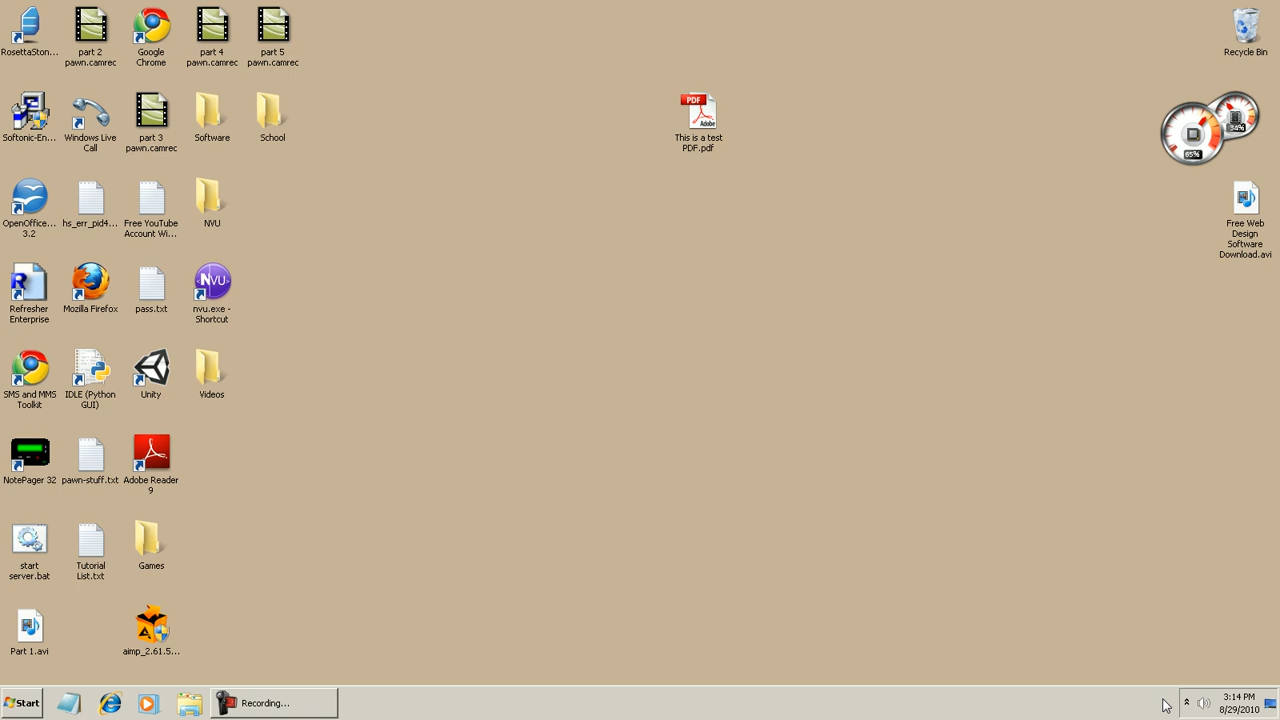 RosettaSton...
part 2
pawn.camrec
Google
Chrome
part 4
pawn.camrec
part 5
pawn.camrec
Recycle Bin
Softonic-En...
Windows Live
Call
part 3
pawn.camrec
Software
School
PDF
Adobe
This is a test
PDF.pdf
65%
34%
OpenOffice...
3.2
hs_err_pid4...
Free YouTube
Account Wi...
NVU
Free Web
Design
Software
Download.avi
Refresher
Enterprise
Mozilla Firefox
pass.txt
NVU
nvu.exe -
Shortcut
SMS and MMS
Toolkit
IDLE (Python
GUI)
Unity
Videos
NotePager 32
pawn-stuff.txt
Adobe Reader
9
start
server.bat
Tutorial
List.txt
Games
Part 1.avi
aimp_2.61.5...
Start
Recording...
3:14 PM
8/29/2010